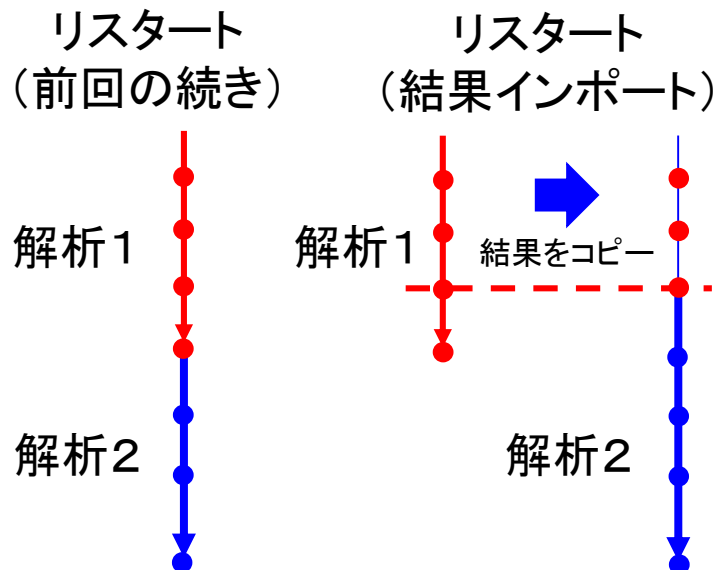 リスタート
（前回の続き）
リスタート
（結果インポート）
解析１
解析１
結果をコピー
解析２
解析２